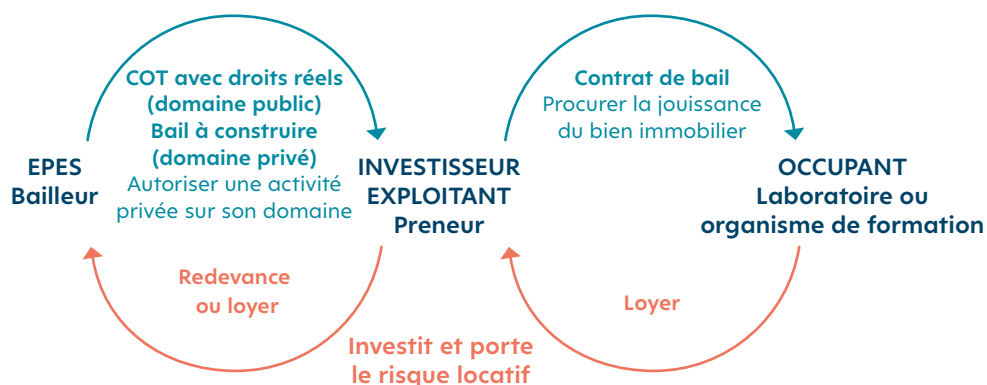 COT avec droits réels
(domaine public)
Bail à construire
(domaine privé)
Autoriser une activité
privée sur son domaine
Contrat de bail
Procurer la jouissance
du bien immobilier
EPES
Bailleur
INVESTISSEUR
EXPLOITANT
Preneur
OCCUPANT
Laboratoire ou
organisme de formation
Redevance
ou loyer
Loyer
Investit et porte
le risque locatif